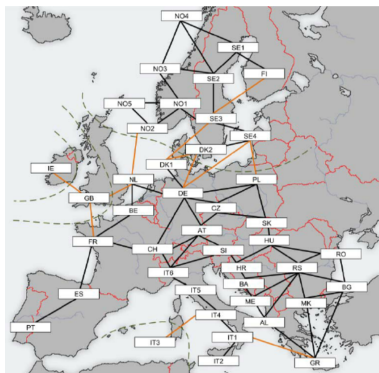 NO4
SE1
NO3
SE2
FI
NO5
NO1
NO2
SE3
DK2
SE4
DK1
IE
NL
GB
DE
PL
BE
CZ
SK
FR
AT
HU
CH
SI
RO
IT6
HR
RS
BA
IT5
ME
MK
BG
ES
IT4
AL
PT
IT3
IT1
IT2
GR